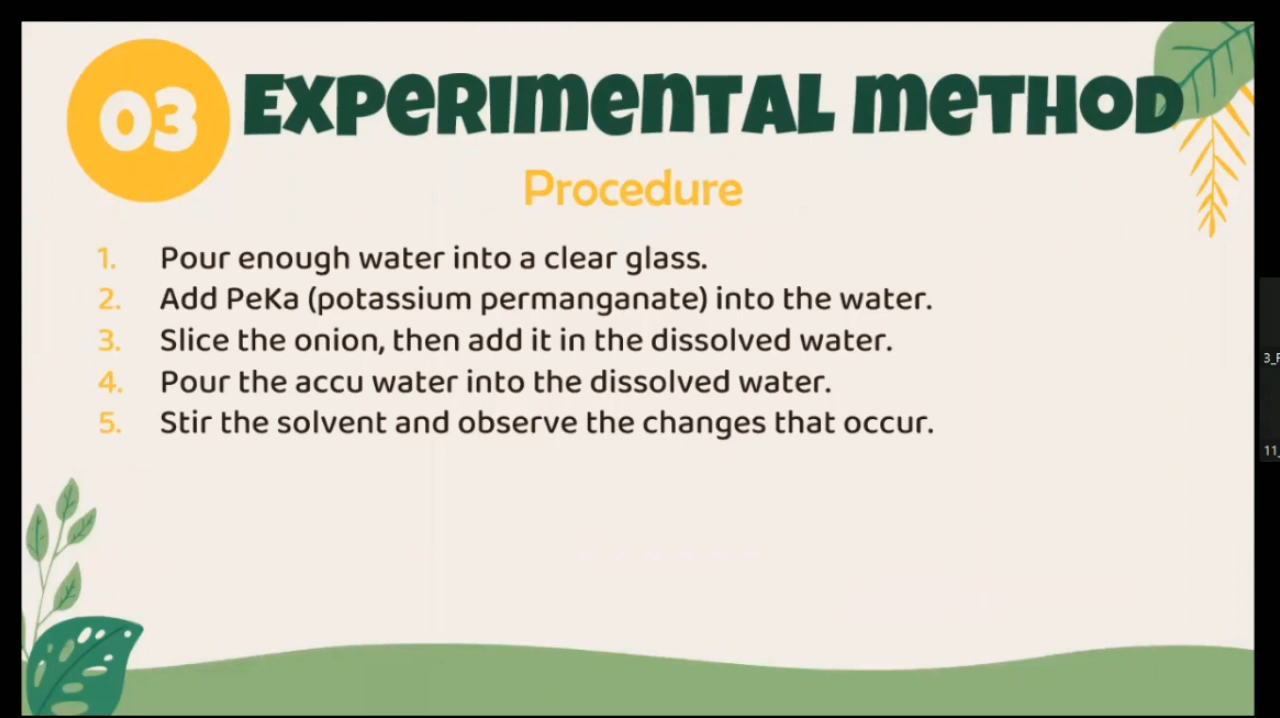 03 EXPERIMENTAL METHOD
Procedure
1. Pour enough water into a clear glass.
2. Add PeKa (potassium permanganate) into the water.
3. Slice the onion, then add it in the dissolved water.
4. Pour the accu water into the dissolved water.
5. Stir the solvent and observe the changes that occur.